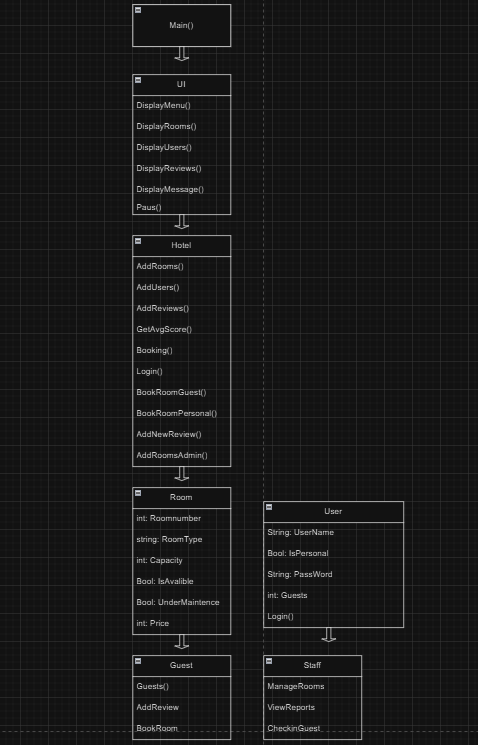 Main()
UI
DisplayMenu()
DisplayRooms()
DisplayUsers()
DisplayReviews()
DisplayMessage()
Paus()
Hotel
AddRooms()
AddUsers()
AddReviews()
GetAvgScore()
Booking()
Login()
BookRoomGuest()
BookRoomPersonal()
AddNewReview()
AddRoomsAdmin()
Room
int: Roomnumber
string: RoomType
int: Capacity
Bool: IsAvalible
Bool: UnderMaintence
int: Price
User
String: UserName
Bool: IsPersonal
String: PassWord
int: Guests
Login()
Guest
Guests()
AddReview
BookRoom
Staff
ManageRooms
ViewReports
CheckinGuest